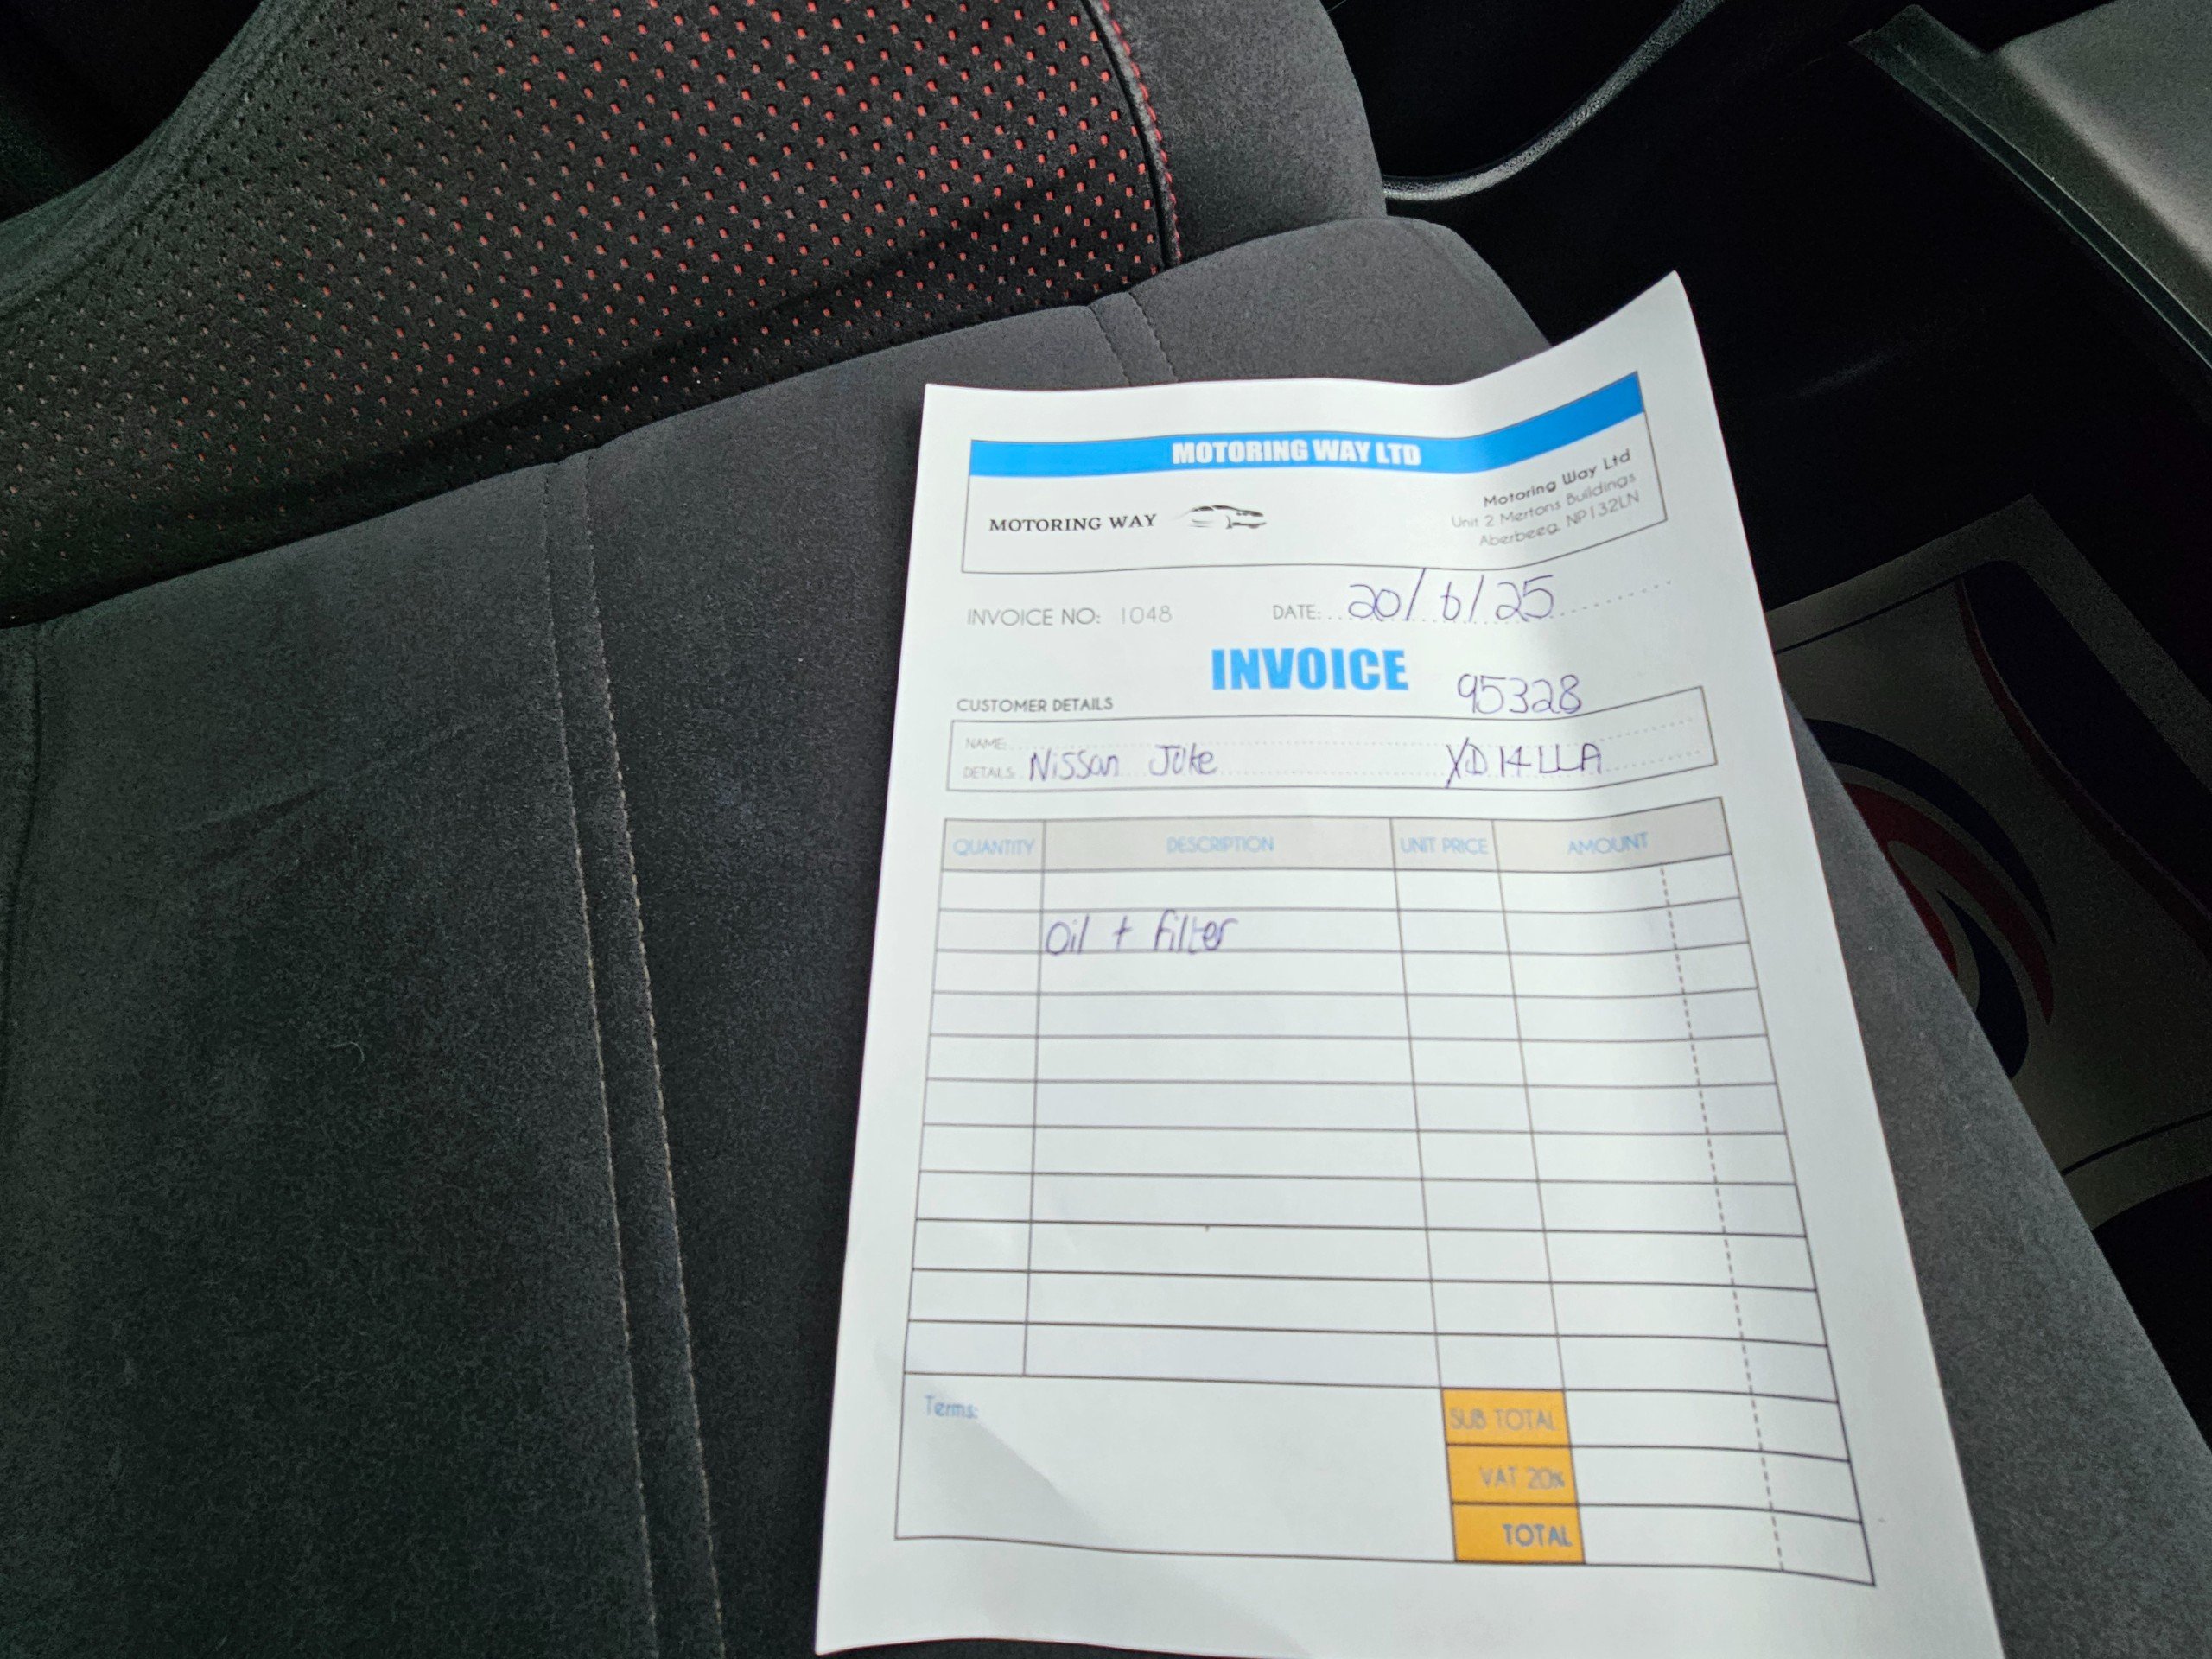 MOTORING WAY LTD
MOTORING WAY
Motoring Way Ltd
Unit 2 Mertons Buildings
Aberbeeg, NP132LN
INVOICE NO: 1048
DATE: 20/6/25
INVOICE
95328
CUSTOMER DETAILS
NAME:
DETAILS: Nissan Juke XD14 LLA
QUANTITY DESCRIPTION UNIT PRICE AMOUNT
Oil + Filter
Terms:
SUB TOTAL
VAT 20%
TOTAL